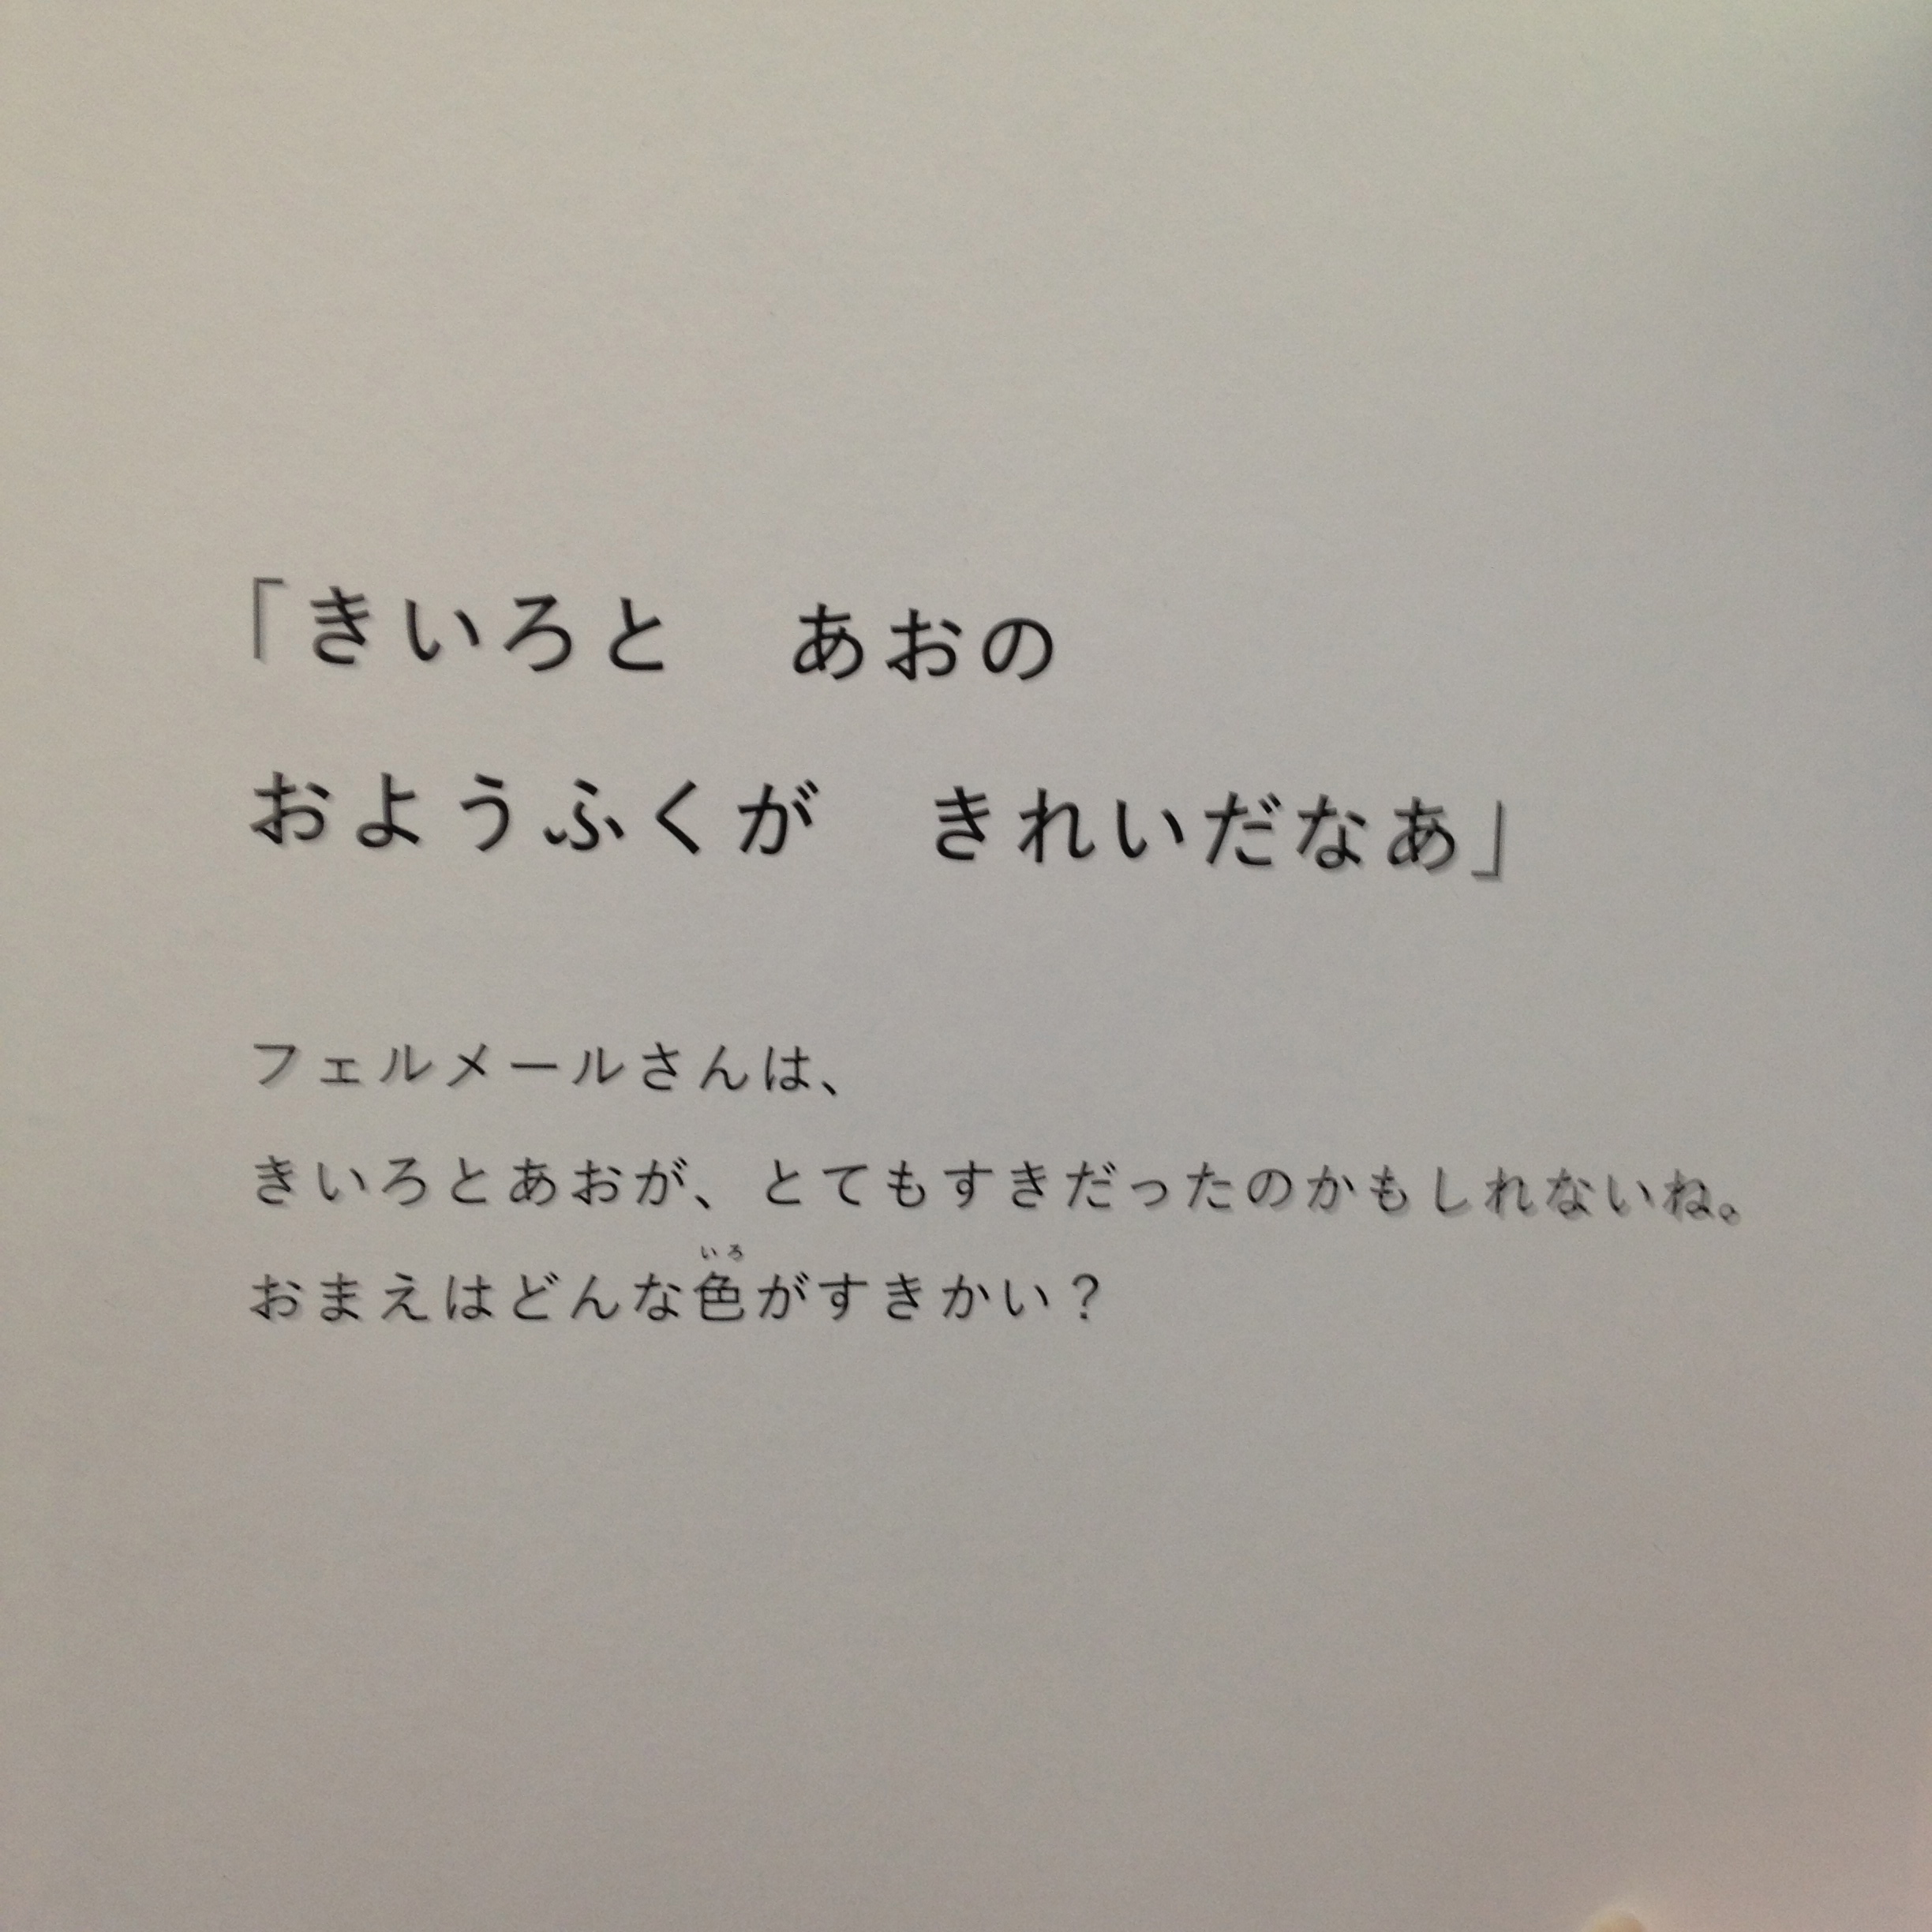 「きいろと　あおの
おようふくが　きれいだなあ」
フェルメールさんは、
きいろとあおが、とてもすきだったのかもしれないね。
いろ
おまえはどんな色がすきかい？